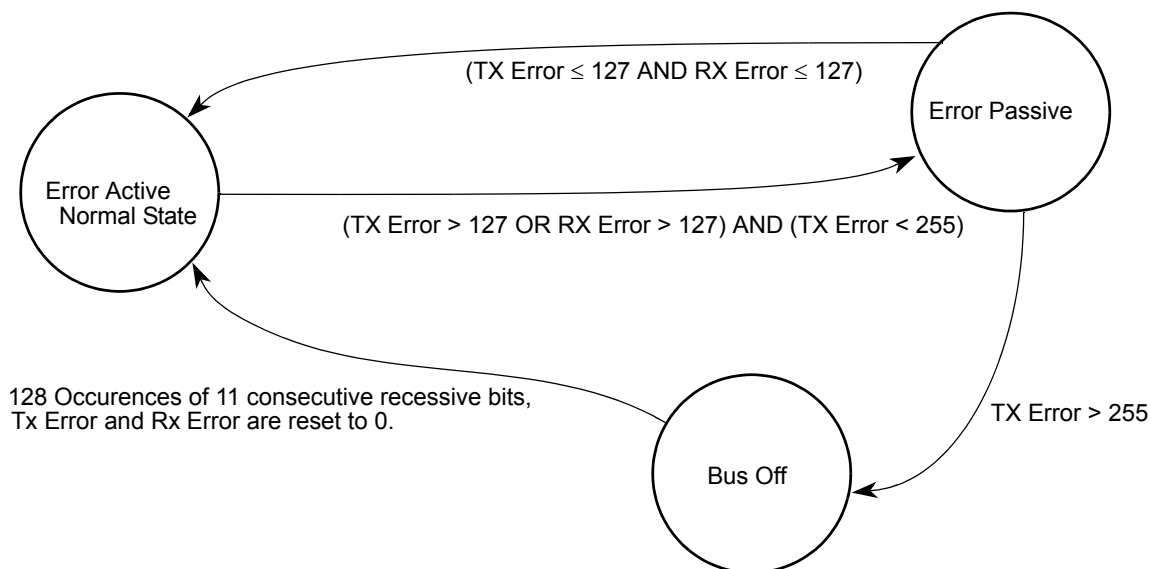 (TX Error ≤ 127 AND RX Error ≤ 127)
Error Passive
Error Active
Normal State
(TX Error > 127 OR RX Error > 127) AND (TX Error < 255)
128 Occurences of 11 consecutive recessive bits,
Tx Error and Rx Error are reset to 0.
TX Error > 255
Bus Off